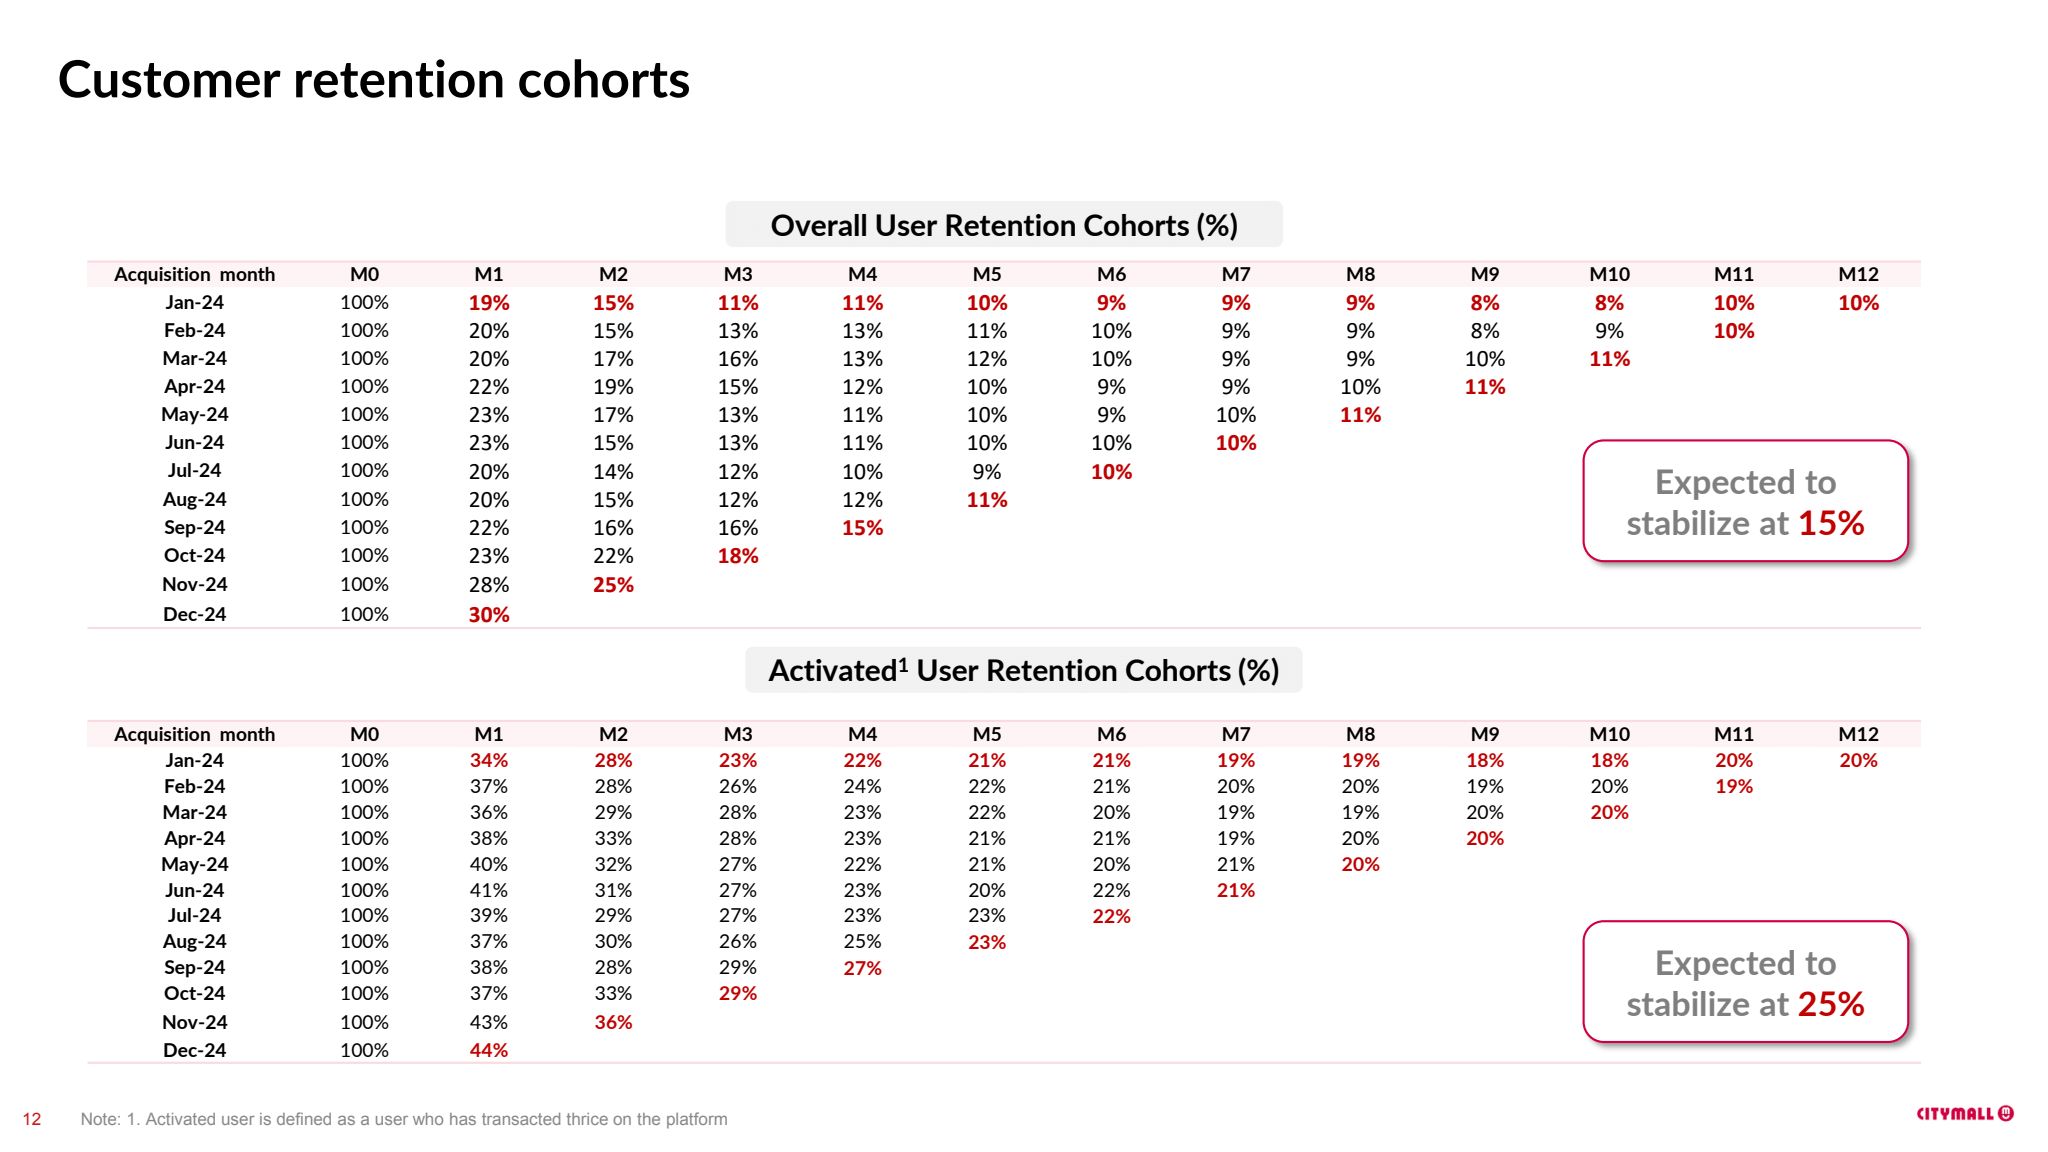 Customer retention cohorts
Overall User Retention Cohorts (%)
Acquisition month M0 M1 M2 M3 M4 M5 M6 M7 M8 M9 M10 M11 M12
Jan-24 100% 19% 15% 11% 11% 10% 9% 9% 9% 8% 8% 10% 10%
Feb-24 100% 20% 15% 13% 13% 11% 10% 9% 9% 8% 9% 10%
Mar-24 100% 20% 17% 16% 13% 12% 10% 9% 9% 10% 11%
Apr-24 100% 22% 19% 15% 12% 10% 9% 9% 10% 11%
May-24 100% 23% 17% 13% 11% 10% 9% 10% 11%
Jun-24 100% 23% 15% 13% 11% 10% 10% 10%
Jul-24 100% 20% 14% 12% 10% 9% 10%
Aug-24 100% 20% 15% 12% 12% 11%
Sep-24 100% 22% 16% 16% 15%
Oct-24 100% 23% 22% 18%
Nov-24 100% 28% 25%
Dec-24 100% 30%
Expected to
stabilize at 15%
Activated¹ User Retention Cohorts (%)
Acquisition month M0 M1 M2 M3 M4 M5 M6 M7 M8 M9 M10 M11 M12
Jan-24 100% 34% 28% 23% 22% 21% 21% 19% 19% 18% 18% 20% 20%
Feb-24 100% 37% 28% 26% 24% 22% 21% 20% 20% 19% 20% 19%
Mar-24 100% 36% 29% 28% 23% 22% 20% 19% 19% 20% 20%
Apr-24 100% 38% 33% 28% 23% 21% 21% 19% 20% 20%
May-24 100% 40% 32% 27% 22% 21% 20% 21% 20%
Jun-24 100% 41% 31% 27% 23% 20% 22% 21%
Jul-24 100% 39% 29% 27% 23% 23% 22%
Aug-24 100% 37% 30% 26% 25% 23%
Sep-24 100% 38% 28% 29% 27%
Oct-24 100% 37% 33% 29%
Nov-24 100% 43% 36%
Dec-24 100% 44%
Expected to
stabilize at 25%
12 Note: 1. Activated user is defined as a user who has transacted thrice on the platform
CITYMALL